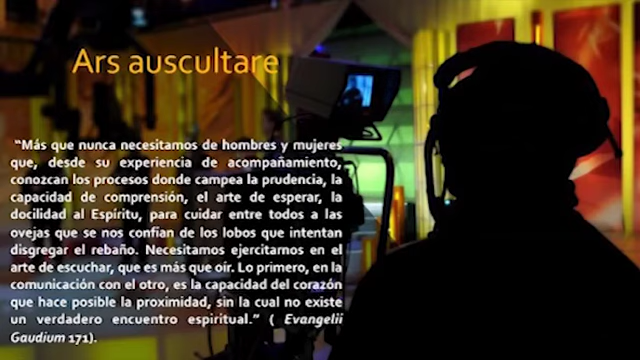 Ars auscultare
“Más que nunca necesitamos de hombres y mujeres
que, desde su experiencia de acompañamiento,
conozcan los procesos donde campea la prudencia, la
capacidad de comprensión, el arte de esperar, la
docilidad al Espíritu, para cuidar entre todos a las
ovejas que se nos confían de los lobos que intentan
disgregar el rebaño. Necesitamos ejercitarnos en el
arte de escuchar, que es más que oír. Lo primero, en la
comunicación con el otro, es la capacidad del corazón
que hace posible la proximidad, sin la cual no existe
un verdadero encuentro espiritual.” ( Evangelii
Gaudium 171).